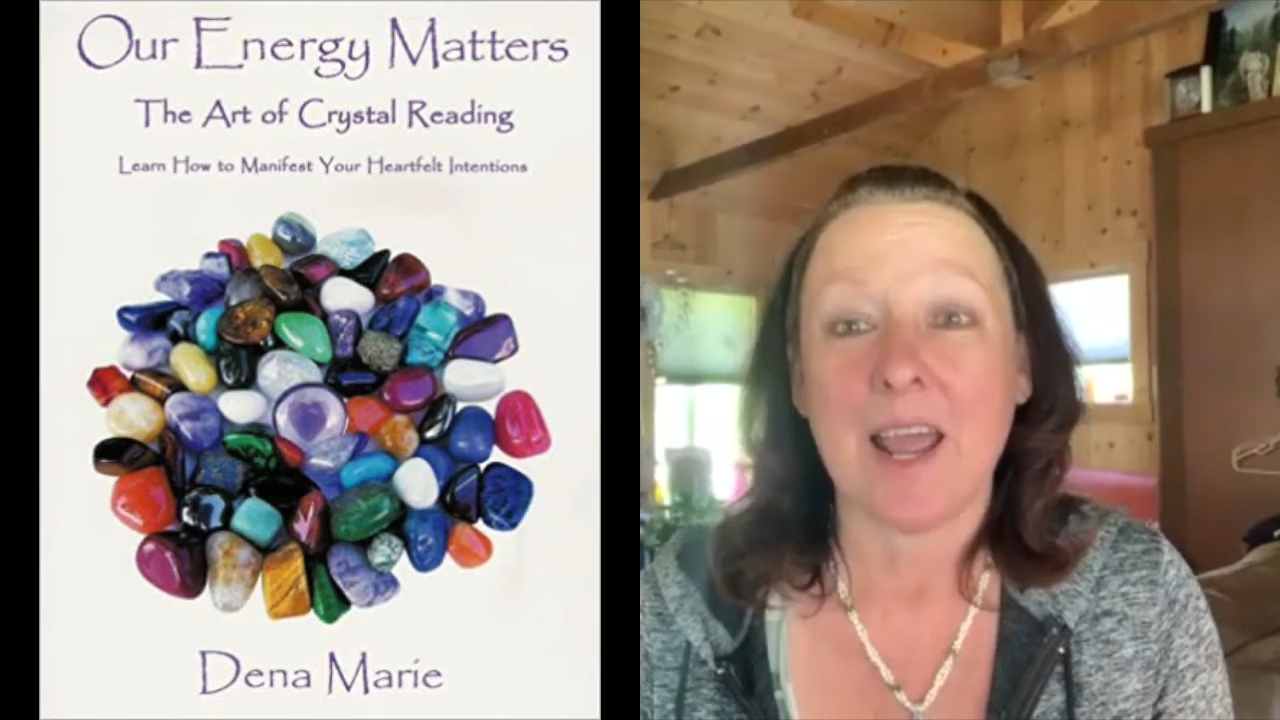 Our Energy Matters
The Art of Crystal Reading
Learn How to Manifest Your Heartfelt Intentions
Dena Marie